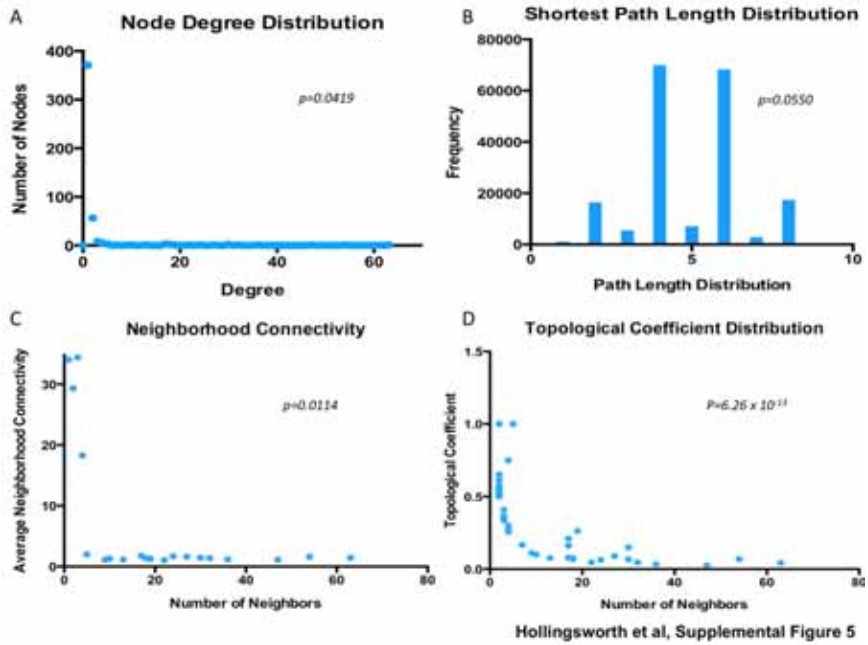 A
Node Degree Distribution
400
300
200
100
0
0
20
40
60
p=0.0419
Number of Nodes
Degree
B
Shortest Path Length Distribution
80000
60000
40000
20000
0
0
5
10
p=0.0550
Frequency
Path Length Distribution
C
Neighborhood Connectivity
30
20
10
0
0
20
40
60
80
p=0.0114
Average Neighborhood Connectivity
Number of Neighbors
D
Topological Coefficient Distribution
1.5
1.0
0.5
0.0
0
20
40
60
80
P=6.26 x 10
Topological Coefficient
Number of Neighbors
Hollingsworth et al, Supplemental Figure 5